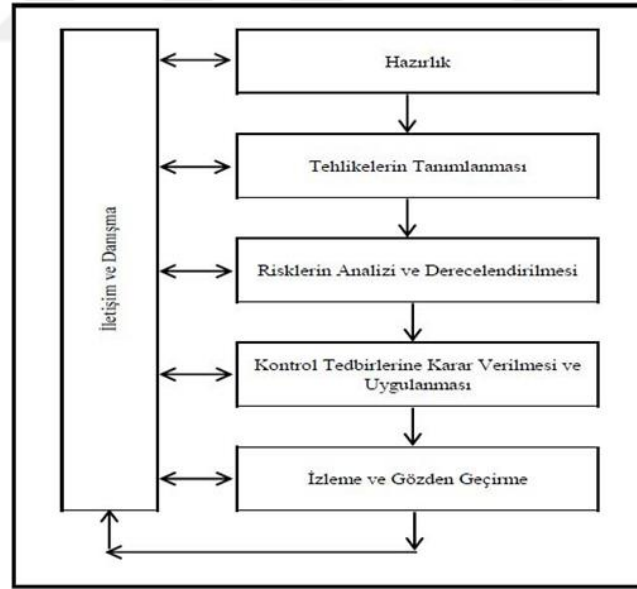 İletişim ve Danışma
Hazırlık
Tehlikelerin Tanımlanması
Risklerin Analizi ve Derecelendirilmesi
Kontrol Tedbirlerine Karar Verilmesi ve
Uygulanması
İzleme ve Gözden Geçirme